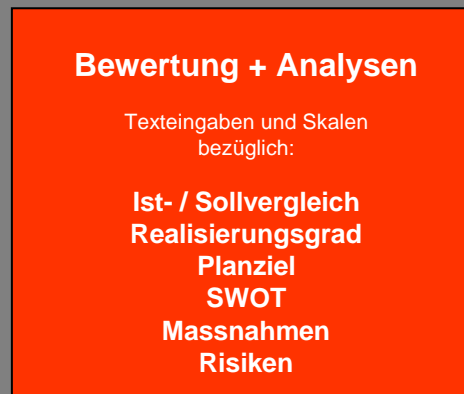 Bewertung + Analysen
Texteingaben und Skalen
bezüglich:
Ist- / Sollvergleich
Realisierungsgrad
Planziel
SWOT
Massnahmen
Risiken